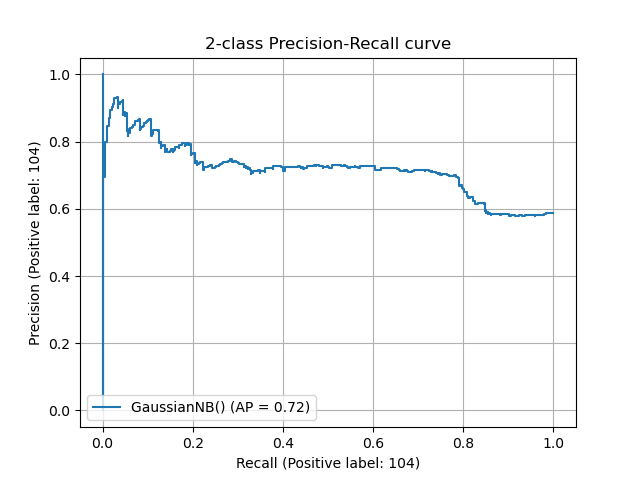 2-class Precision-Recall curve
1.0
0.8
0.6
0.4
0.2
0.0
Precision (Positive label: 104)
GaussianNB() (AP = 0.72)
0.0 0.2 0.4 0.6 0.8 1.0
Recall (Positive label: 104)